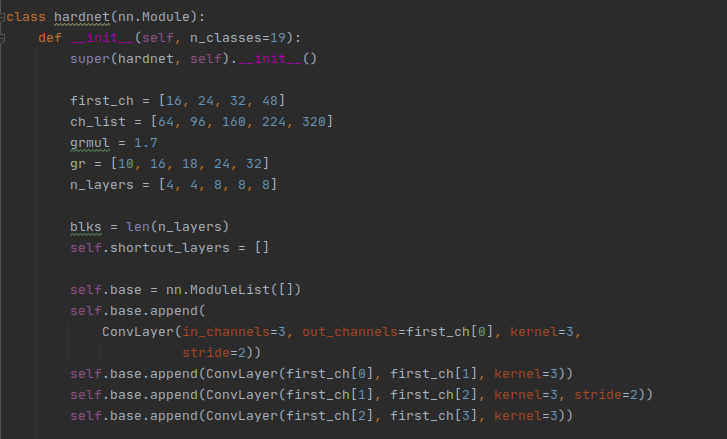 class hardnet(nn.Module):
    def __init__(self, n_classes=19):
        super(hardnet, self).__init__()

        first_ch = [16, 24, 32, 48]
        ch_list = [64, 96, 160, 224, 320]
        grmul = 1.7
        gr = [10, 16, 18, 24, 32]
        n_layers = [4, 4, 8, 8, 8]

        blks = len(n_layers)
        self.shortcut_layers = []

        self.base = nn.ModuleList([])
        self.base.append(
            ConvLayer(in_channels=3, out_channels=first_ch[0], kernel=3,
                      stride=2))
        self.base.append(ConvLayer(first_ch[0], first_ch[1], kernel=3))
        self.base.append(ConvLayer(first_ch[1], first_ch[2], kernel=3, stride=2))
        self.base.append(ConvLayer(first_ch[2], first_ch[3], kernel=3))